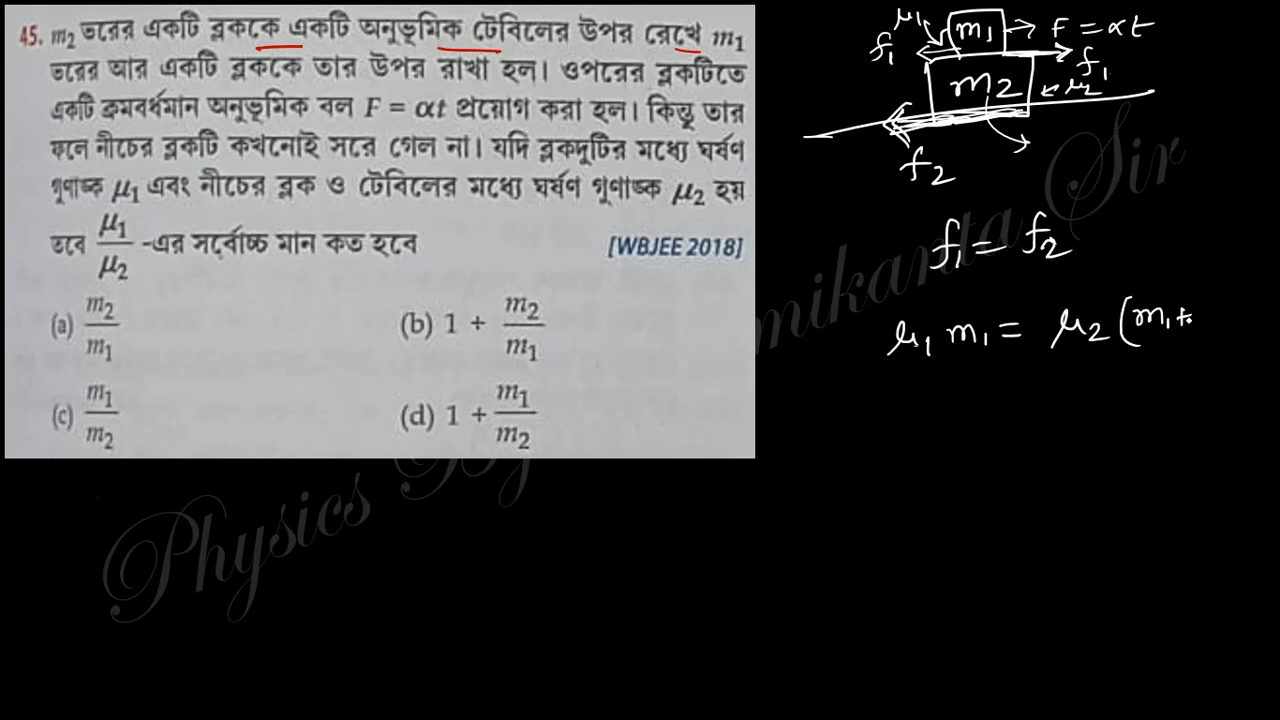 45. m₂ ভরের একটি ব্লককে একটি অনুভূমিক টেবিলের উপর রেখে m₁
ভরের আর একটি ব্লককে তার উপর রাখা হল। ওপরের ব্লকটিতে
একটি ক্রমবর্ধমান অনুভূমিক বল F = αt প্রয়োগ করা হল। কিন্তু তার
ফলে নীচের ব্লকটি কখনোই সরে গেল না। যদি ব্লকদুটির মধ্যে ঘর্ষণ
গুণাঙ্ক μ₁ এবং নীচের ব্লক ও টেবিলের মধ্যে ঘর্ষণ গুণাঙ্ক μ₂ হয়
তবে μ₁/μ₂ -এর সর্বোচ্চ মান কত হবে [WBJEE 2018]
(a) m₂/m₁ (b) 1 + m₂/m₁
(c) m₁/m₂ (d) 1 + m₁/m₂
μ₁ m₁ F = αt
f₁ f₁
m2 μ₂
f₂
f₁ = f₂
μ₁ m₁ = μ₂ (m₁+
Physics By mikanta Sir